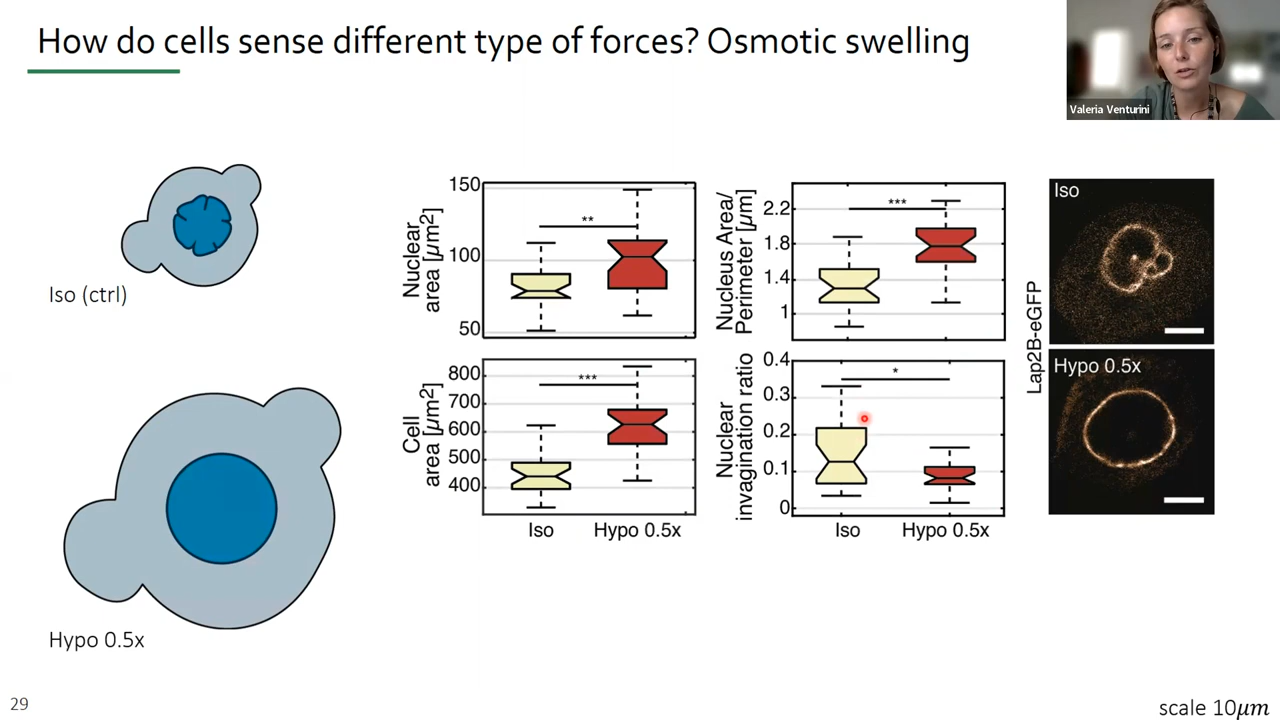 How do cells sense different type of forces? Osmotic swelling
Valeria Venturini
Iso (ctrl)
Hypo 0.5x
Nuclear
area [µm2]
150
100
50
**
Nucleus Area/
Perimeter [µm]
2.2
1.8
1.4
1
***
Cell
area [µm2]
800
700
600
500
400
***
Iso
Hypo 0.5x
Nuclear
invagination ratio
0.4
0.3
0.2
0.1
0
*
Iso
Hypo 0.5x
Lap2B-eGFP
Iso
Hypo 0.5x
29
scale 10µm